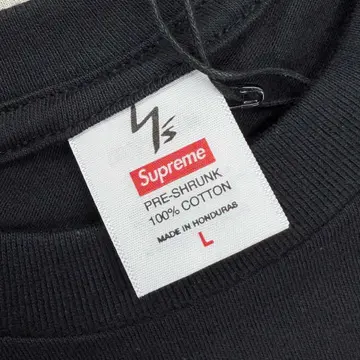 Y's
Supreme
PRE-SHRUNK
100% COTTON
MADE IN HONDURAS
L